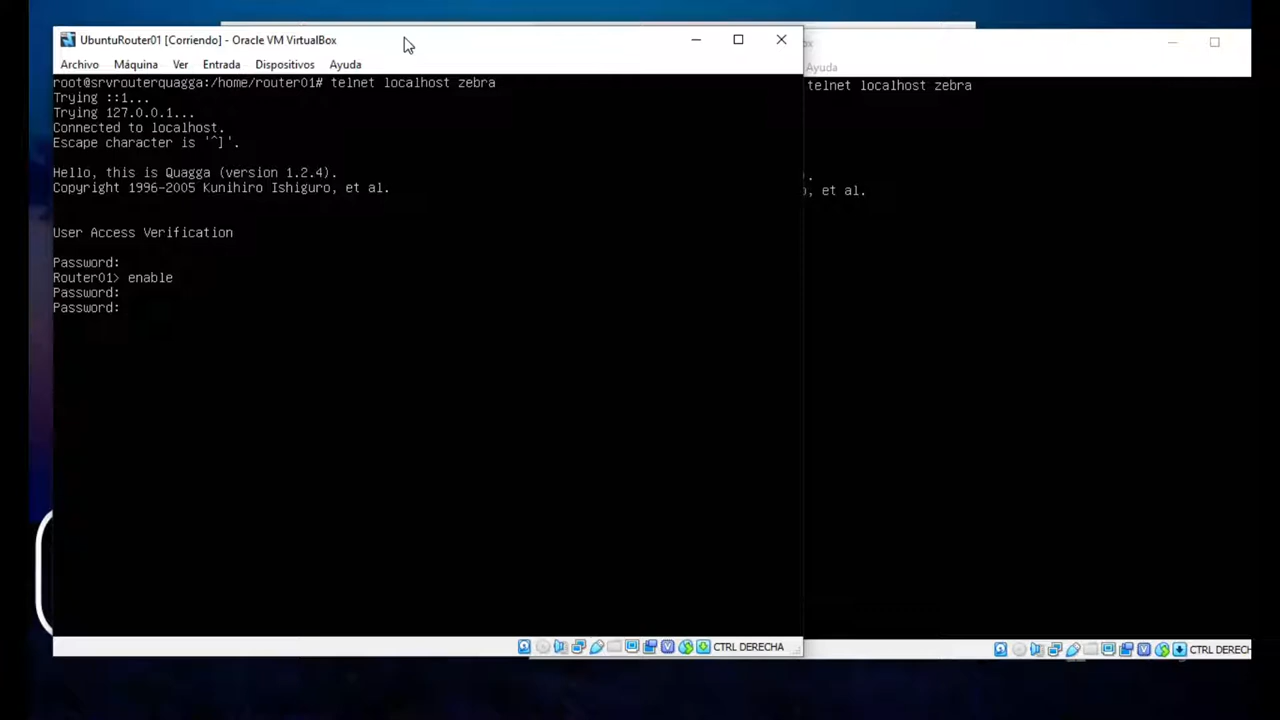 UbuntuRouter01 [Corriendo] - Oracle VM VirtualBox
Archivo Máquina Ver Entrada Dispositivos Ayuda
root@srvrouterquagga:/home/router01# telnet localhost zebra
Trying ::1...
Trying 127.0.0.1...
Connected to localhost.
Escape character is '^]'.
Hello, this is Quagga (version 1.2.4).
Copyright 1996-2005 Kunihiro Ishiguro, et al.
User Access Verification
Password:
Router01> enable
Password:
Password:
CTRL DERECHA
ox
Ayuda
telnet localhost zebra
).
o, et al.
CTRL DERECH